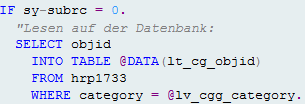 IF sy-subrc = 0.
"Lesen auf der Datenbank:
SELECT objid
INTO TABLE @DATA(lt_cg_objid)
FROM hrp1733
WHERE category = @lv_cgg_category.